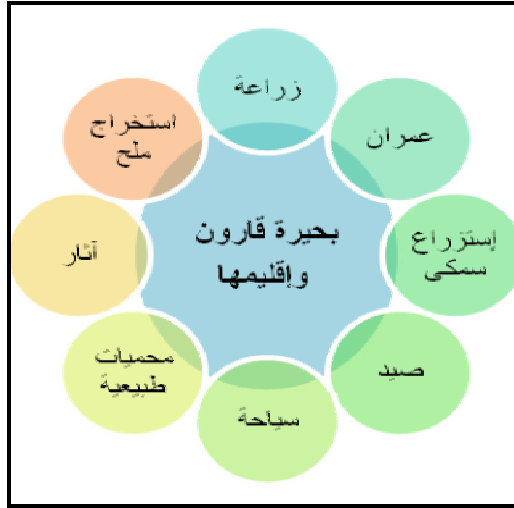 زراعة
عمران
إستزراع
سمكى
صيد
سياحة
محميات
طبيعية
آثار
استخراج
ملح
بحيرة قارون
وإقليمها